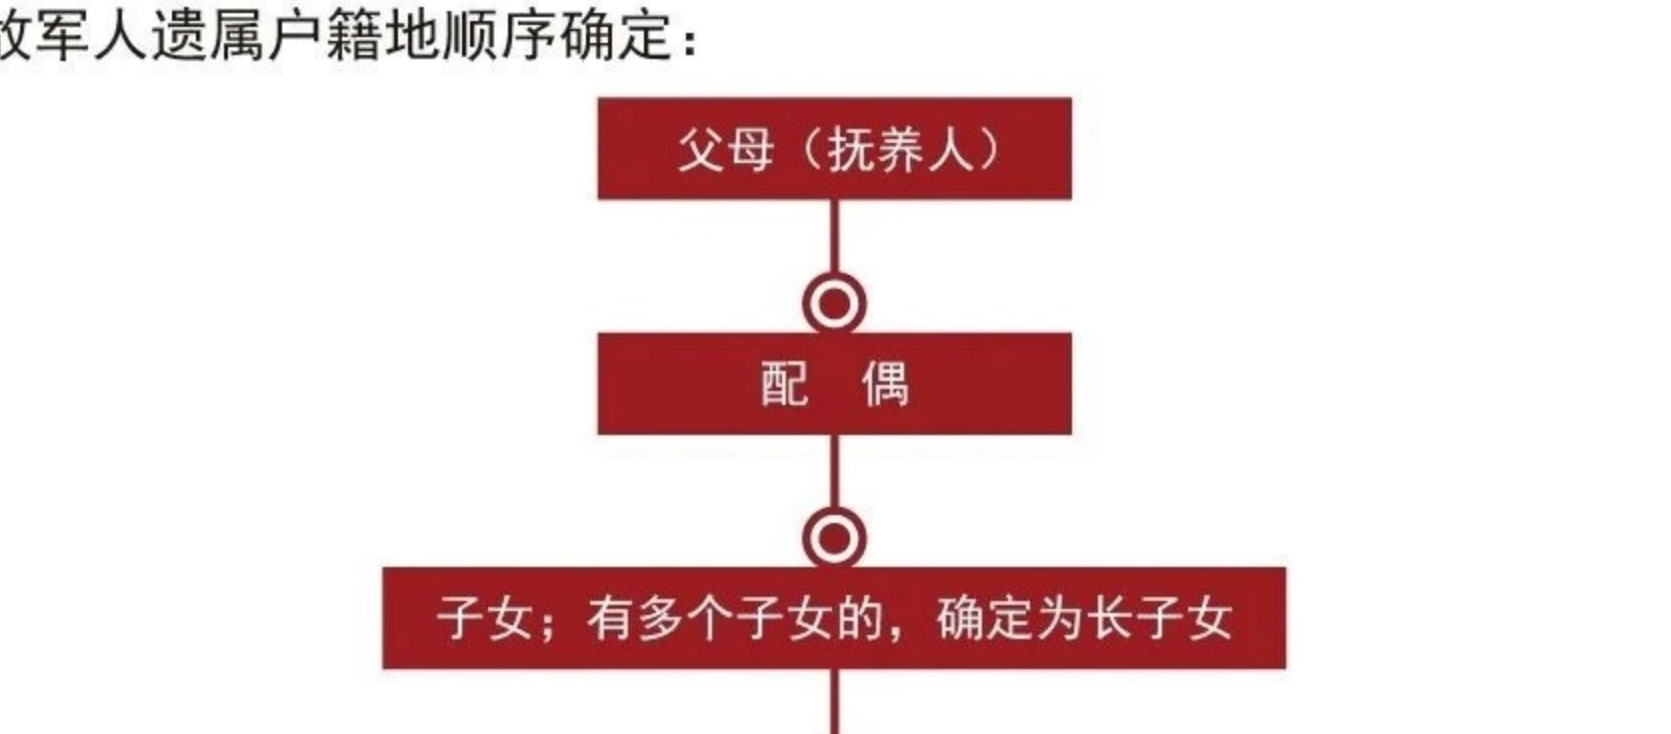 故军人遗属户籍地顺序确定：
父母（抚养人）
配 偶
子女；有多个子女的，确定为长子女